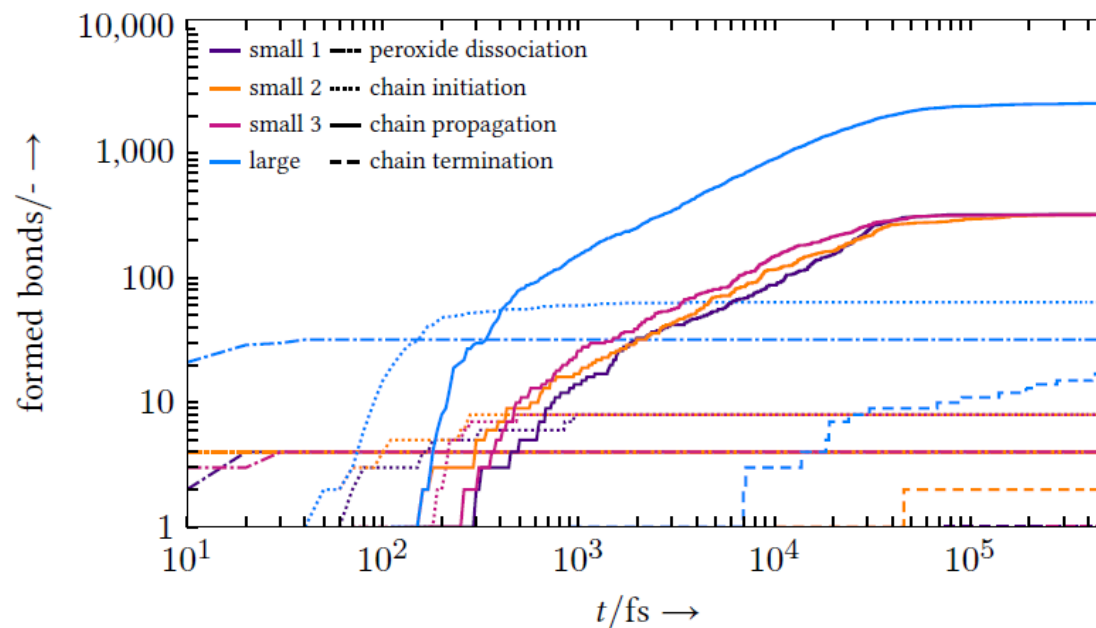 10,000
1,000
100
10
1
formed bonds/- →
small 1
small 2
small 3
large
peroxide dissociation
chain initiation
chain propagation
chain termination
10¹
10²
10³
10⁴
10⁵
t/fs →